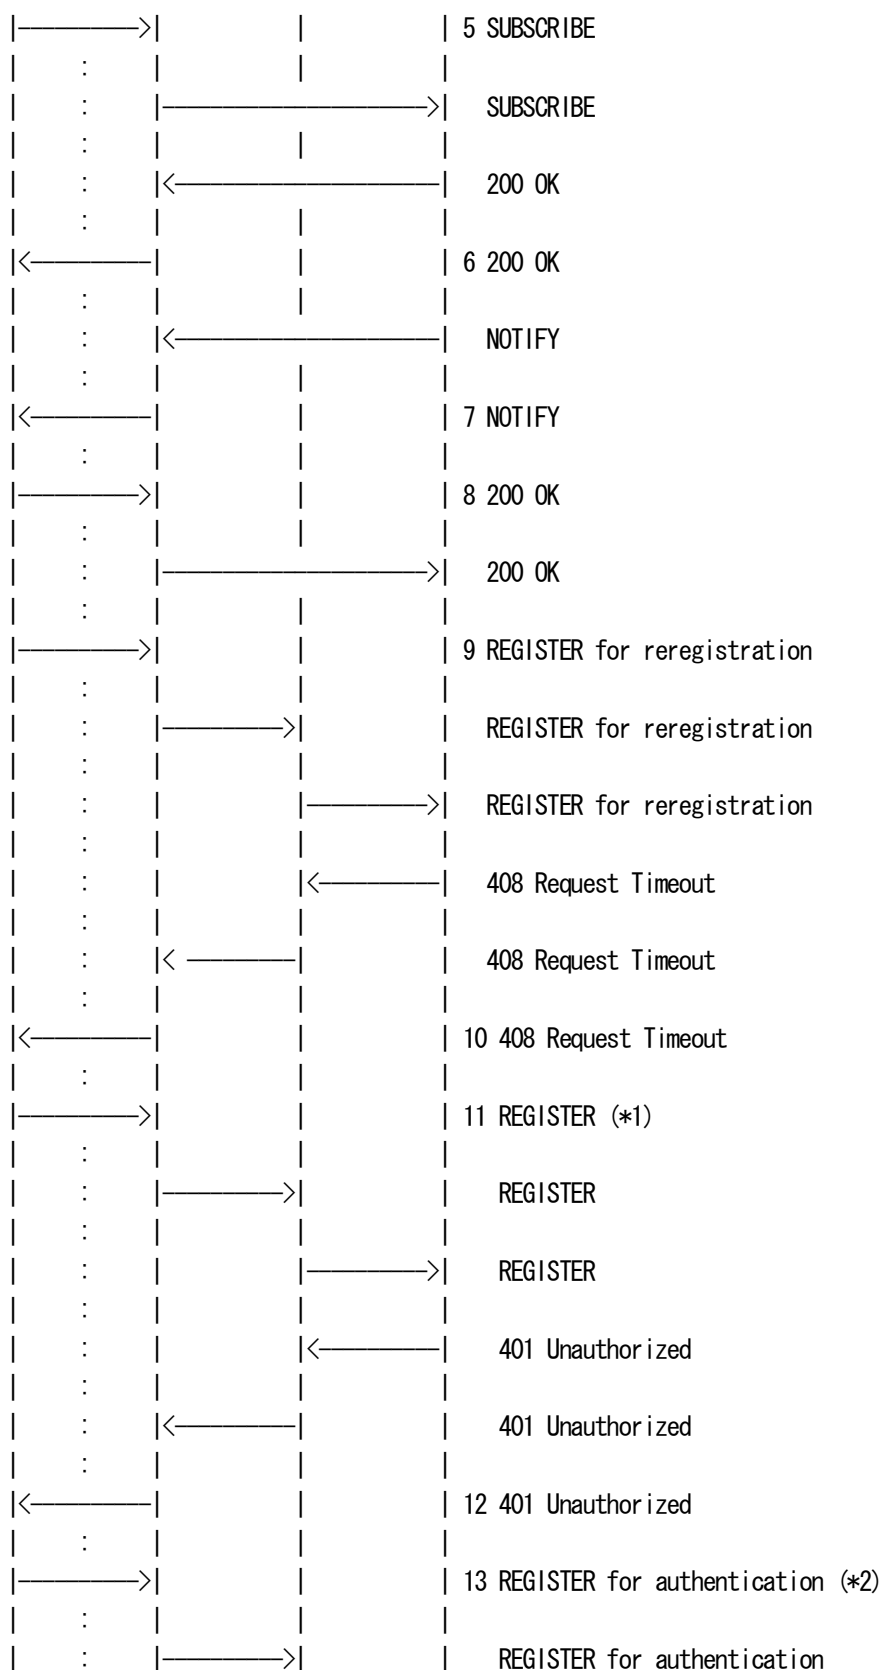 5 SUBSCRIBE
SUBSCRIBE
200 OK
6 200 OK
NOTIFY
7 NOTIFY
8 200 OK
200 OK
9 REGISTER for reregistration
REGISTER for reregistration
REGISTER for reregistration
408 Request Timeout
408 Request Timeout
10 408 Request Timeout
11 REGISTER (*1)
REGISTER
REGISTER
401 Unauthorized
401 Unauthorized
12 401 Unauthorized
13 REGISTER for authentication (*2)
REGISTER for authentication